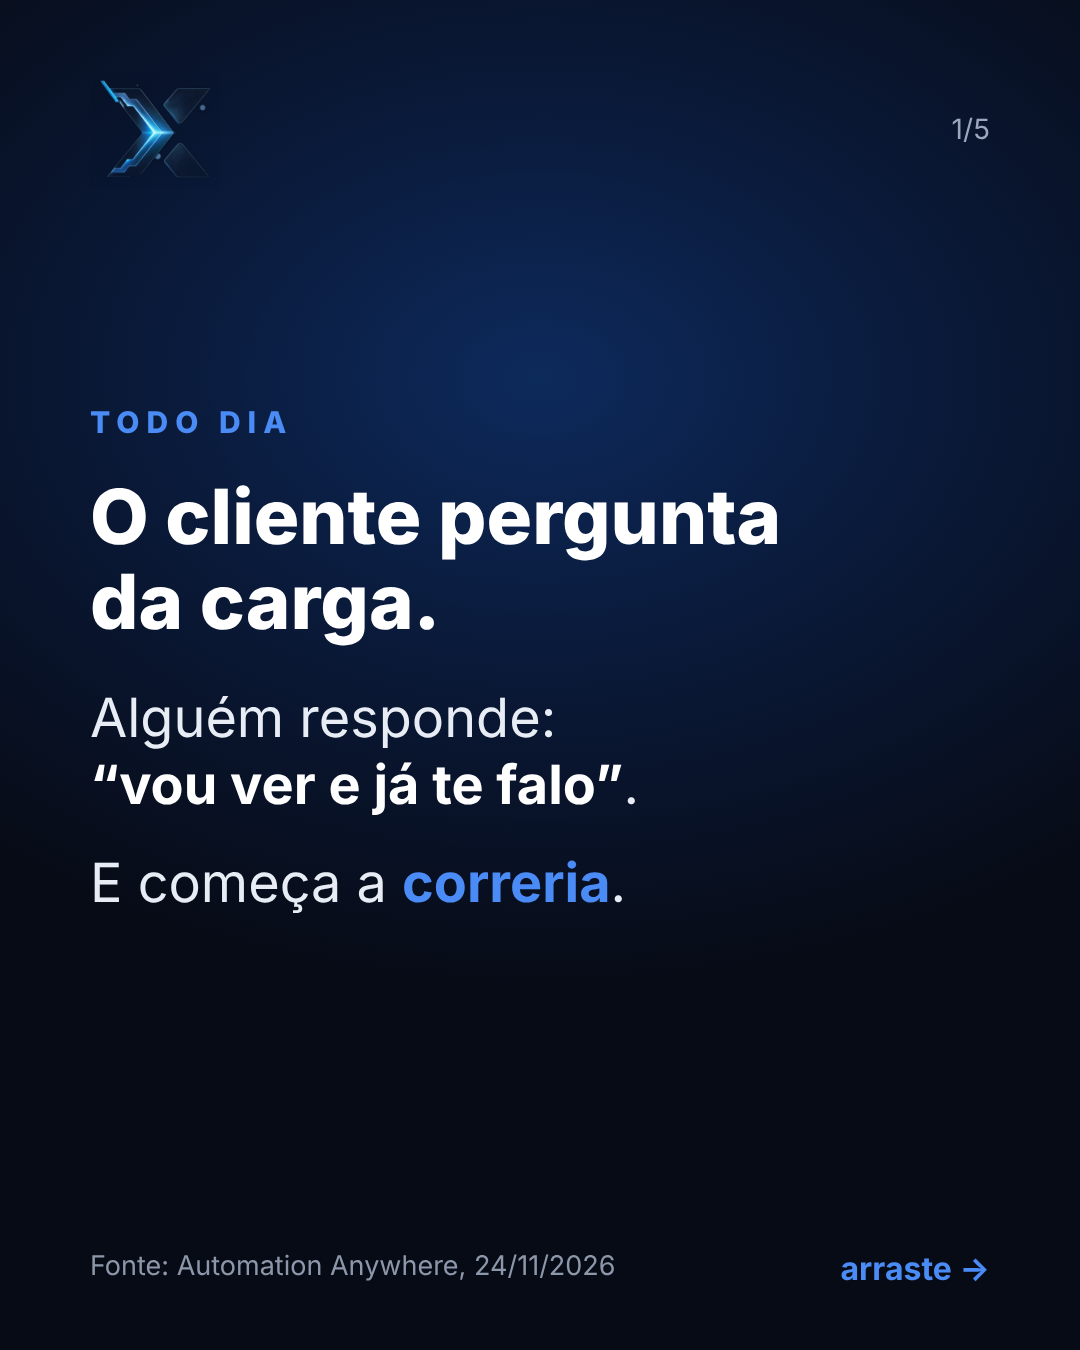 1/5
TODO DIA
O cliente pergunta
da carga.
Alguém responde:
“vou ver e já te falo”.
E começa a correria.
Fonte: Automation Anywhere, 24/11/2026
arraste →